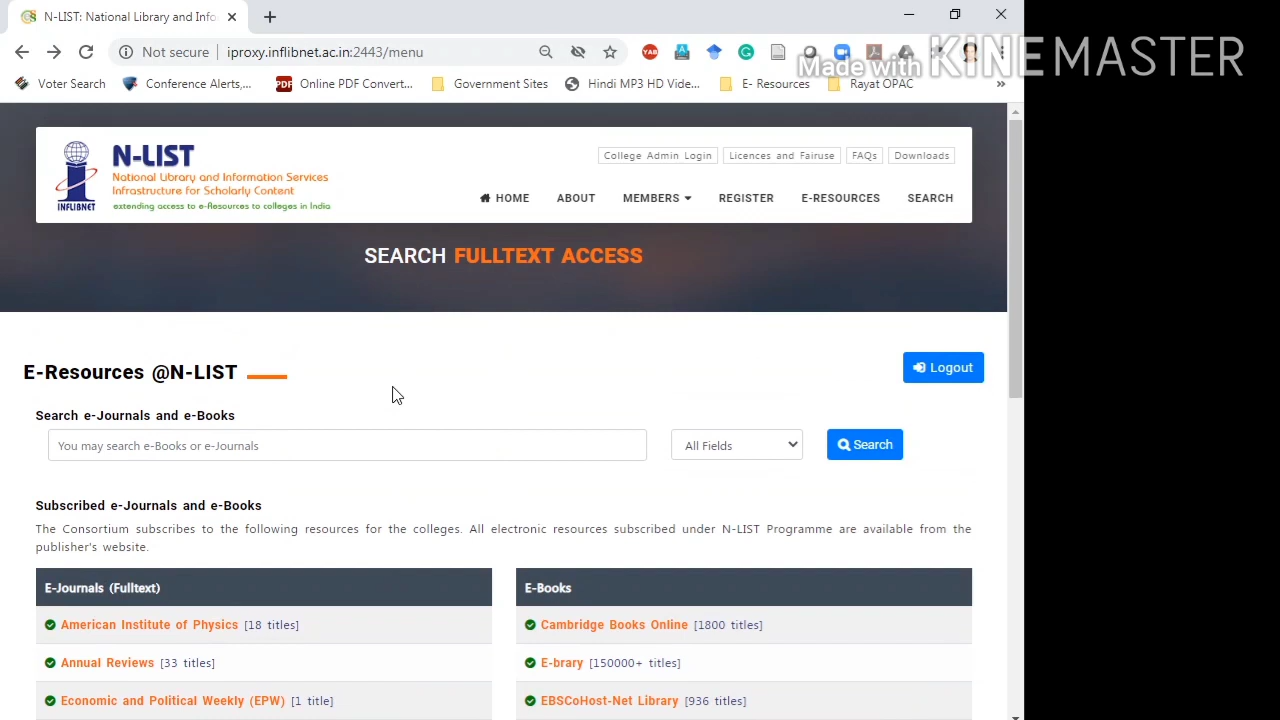 N-LIST: National Library and Info
Not secure
iproxy.inflibnet.ac.in:2443/menu
Made with KINEMASTER
Voter Search
Conference Alerts,...
Online PDF Convert...
Government Sites
Hindi MP3 HD Video...
E- Resources
Rayat OPAC
»
INFLIBNET
N-LIST
National Library and Information Services
Infrastructure for Scholarly Content
extending access to e-Resources to colleges in India
College Admin Login
Licences and Fairuse
FAQs
Downloads
HOME
ABOUT
MEMBERS
REGISTER
E-RESOURCES
SEARCH
SEARCH FULLTEXT ACCESS
E-Resources @N-LIST
Logout
Search e-Journals and e-Books
You may search e-Books or e-Journals
All Fields
Search
Subscribed e-Journals and e-Books
The Consortium subscribes to the following resources for the colleges. All electronic resources subscribed under N-LIST Programme are available from the
publisher's website.
E-Journals (Fulltext)
American Institute of Physics [18 titles]
Annual Reviews [33 titles]
Economic and Political Weekly (EPW) [1 title]
E-Books
Cambridge Books Online [1800 titles]
E-brary [150000+ titles]
EBSCoHost-Net Library [936 titles]